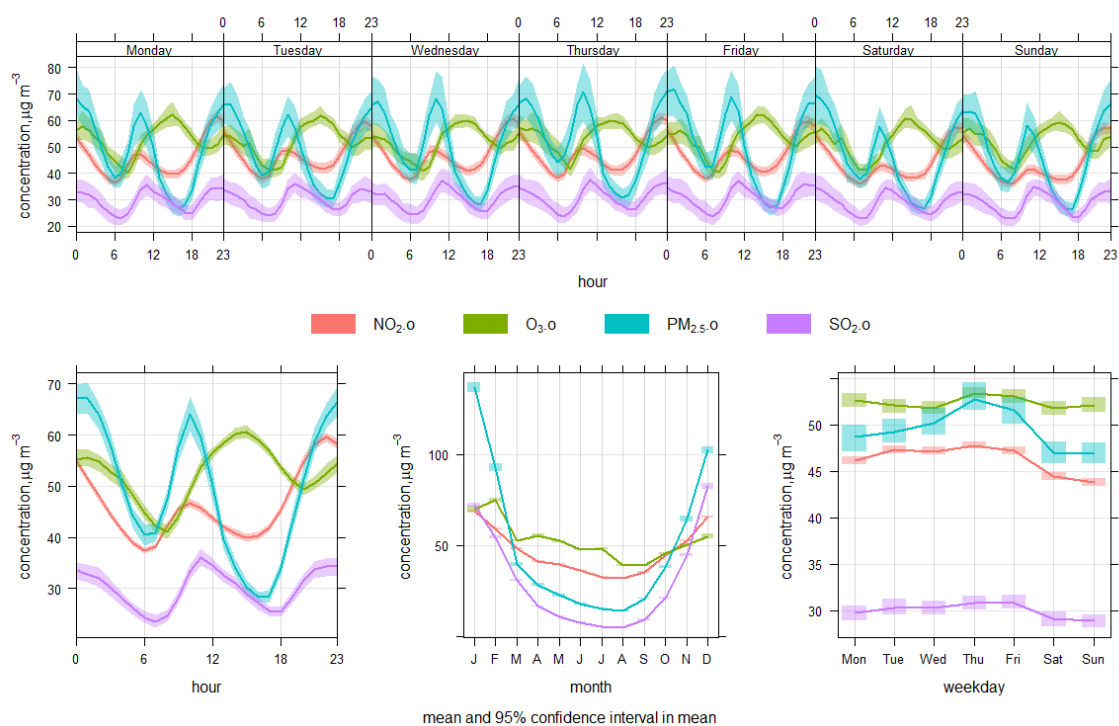 0 6 12 18 23 0 6 12 18 23 0 6 12 18 23
Monday Tuesday Wednesday Thursday Friday Saturday Sunday
concentration,µg m⁻³
80
70
60
50
40
30
20
0 6 12 18 0 6 12 18 23 0 6 12 18 23 0 6 12 18 23
hour
NO₂.o O₃.o PM₂.₅.o SO₂.o
concentration,µg m⁻³
70
60
50
40
30
0 6 12 18 23
hour
concentration,µg m⁻³
100
50
J F M A M J J A S O N D
month
concentration,µg m⁻³
50
45
40
35
30
Mon Tue Wed Thu Fri Sat Sun
weekday
mean and 95% confidence interval in mean